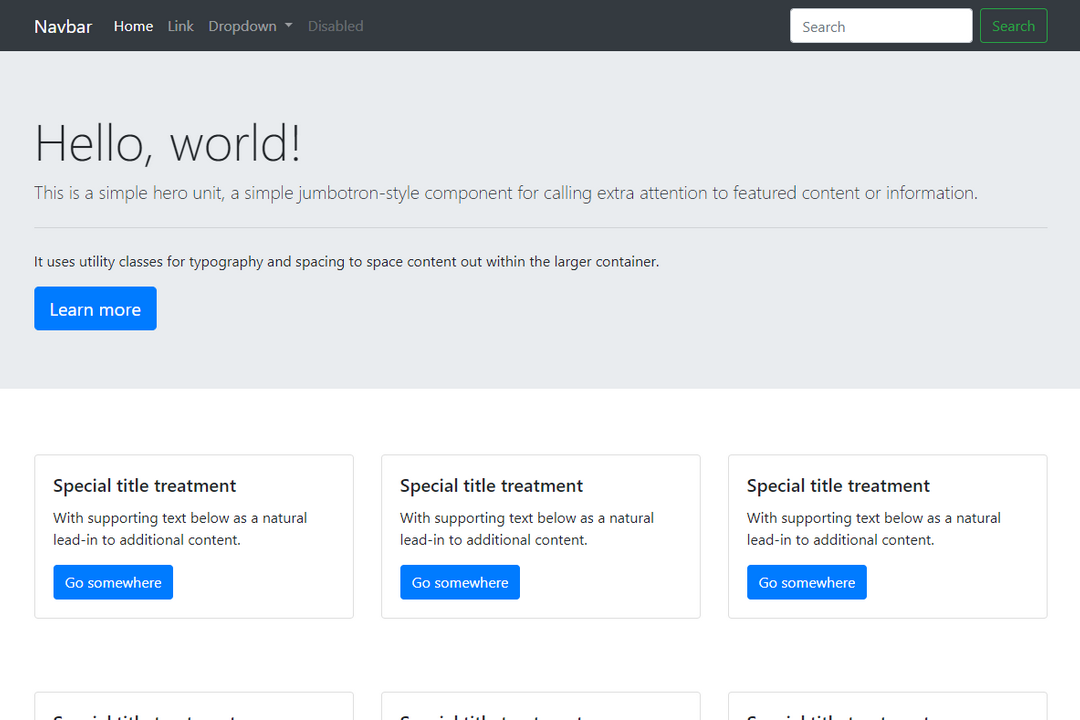 Navbar Home Link Dropdown Disabled Search Search
Hello, world!
This is a simple hero unit, a simple jumbotron-style component for calling extra attention to featured content or information.
It uses utility classes for typography and spacing to space content out within the larger container.
Learn more
Special title treatment
With supporting text below as a natural
lead-in to additional content.
Go somewhere
Special title treatment
With supporting text below as a natural
lead-in to additional content.
Go somewhere
Special title treatment
With supporting text below as a natural
lead-in to additional content.
Go somewhere